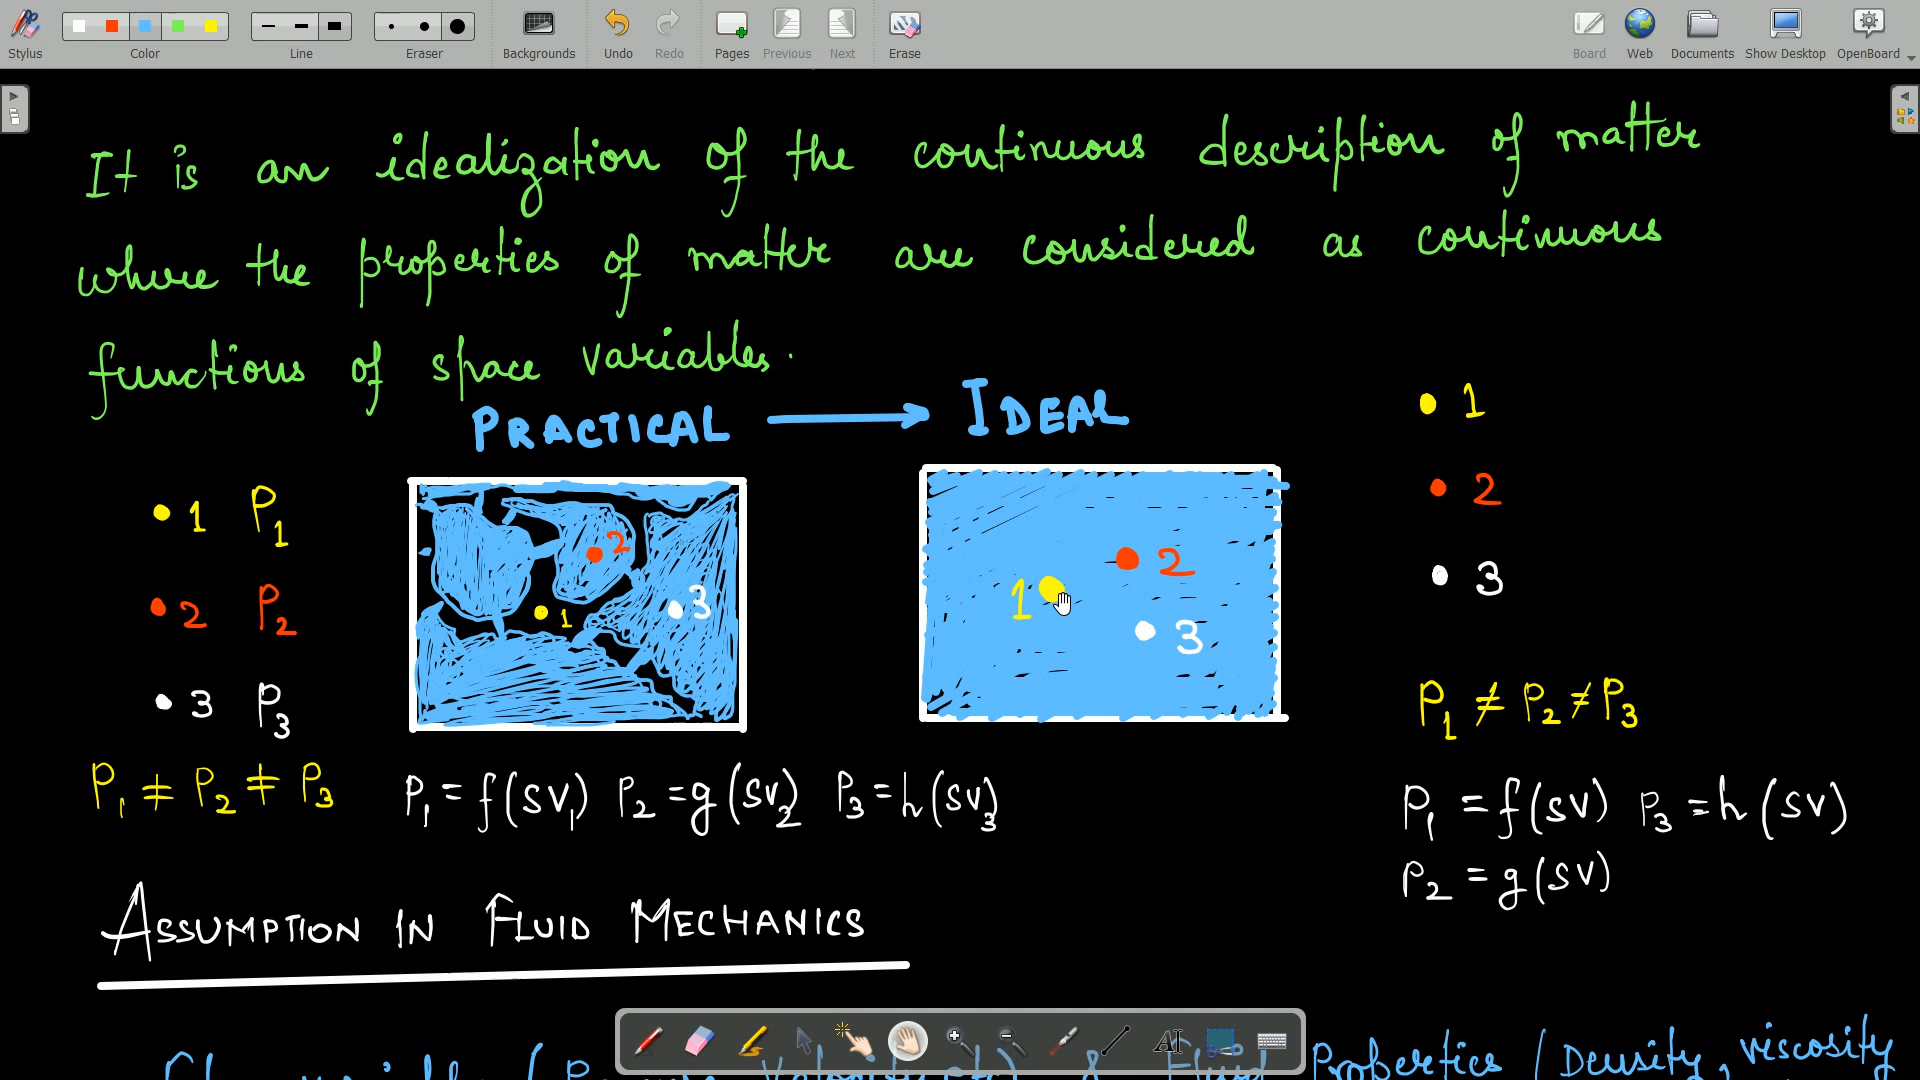 Stylus Color Line Eraser Backgrounds Undo Redo Pages Previous Next Erase Board Web Documents Show Desktop OpenBoard
It is an idealization of the continuous description of matter
where the properties of matter are considered as continuous
functions of space variables.
PRACTICAL → IDEAL
1
2
3
1 P1
2 P2
3 P3
2
1
3
1
2
3
P1 ≠ P2 ≠ P3
P1 ≠ P2 ≠ P3
P1 = f(SV1) P2 = g(SV2) P3 = h(SV3)
P1 = f(SV) P3 = h(SV)
P2 = g(SV)
ASSUMPTION IN FLUID MECHANICS
& Fluid Properties (Density, viscosity